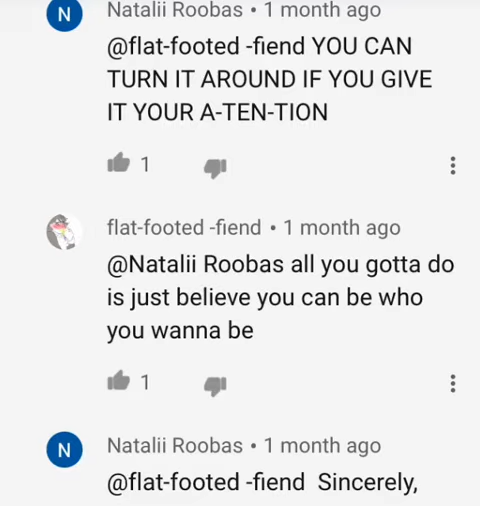 Natalii Roobas • 1 month ago
@flat-footed -fiend YOU CAN
TURN IT AROUND IF YOU GIVE
IT YOUR A-TEN-TION
1
flat-footed -fiend • 1 month ago
@Natalii Roobas all you gotta do
is just believe you can be who
you wanna be
1
N
Natalii Roobas • 1 month ago
@flat-footed -fiend  Sincerely,